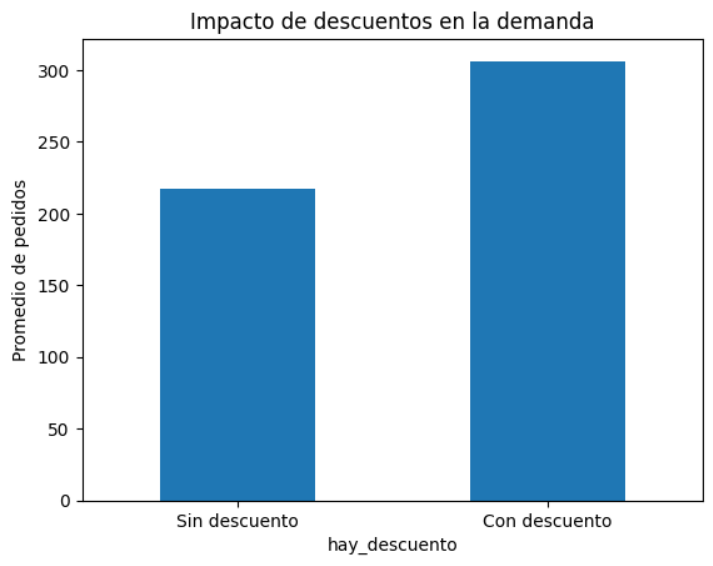 Impacto de descuentos en la demanda
Promedio de pedidos
300
250
200
150
100
50
0
Sin descuento
Con descuento
hay_descuento